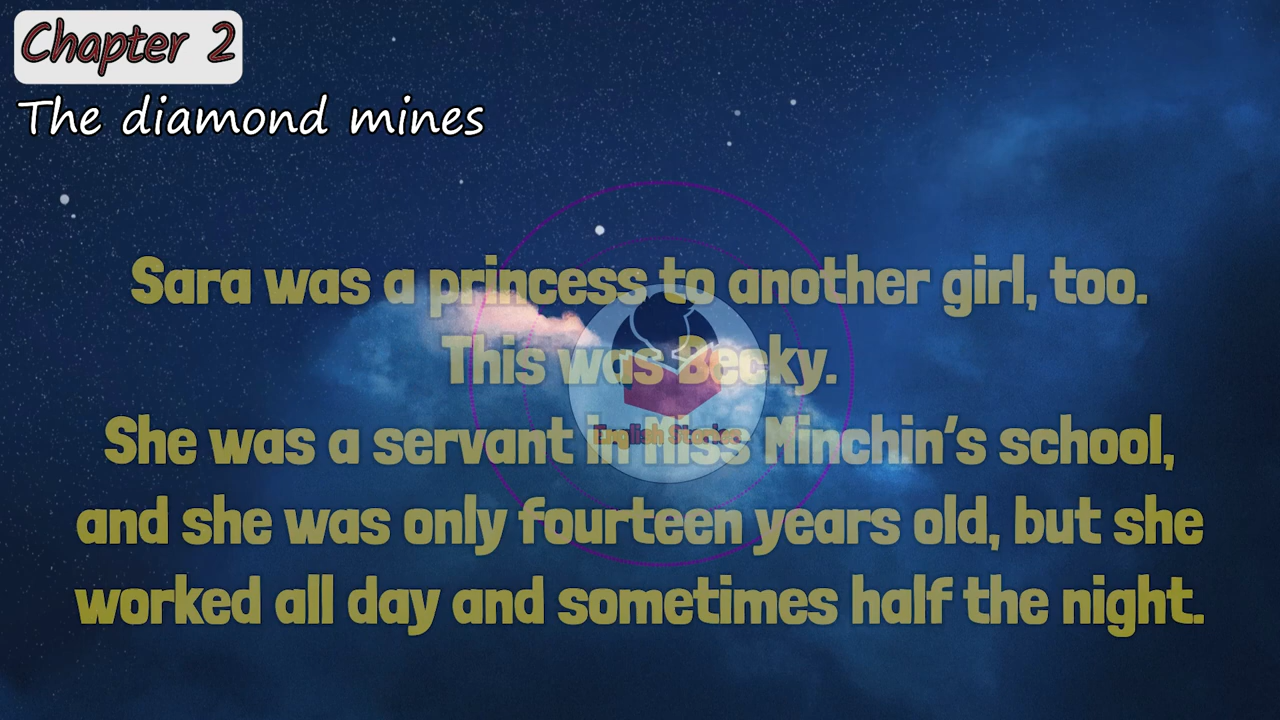 Chapter 2
The diamond mines
Sara was a princess to another girl, too.
This was Becky.
She was a servant in Miss Minchin's school,
and she was only fourteen years old, but she
worked all day and sometimes half the night.
English Stories